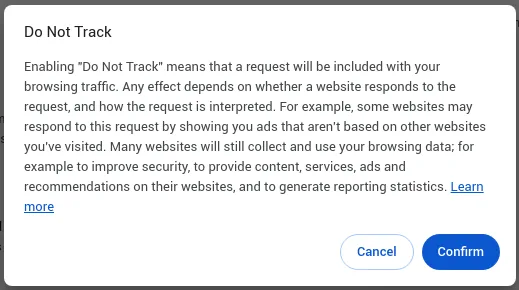 Do Not Track
Enabling "Do Not Track" means that a request will be included with your
browsing traffic. Any effect depends on whether a website responds to the
request, and how the request is interpreted. For example, some websites may
respond to this request by showing you ads that aren't based on other websites
you've visited. Many websites will still collect and use your browsing data; for
example to improve security, to provide content, services, ads and
recommendations on their websites, and to generate reporting statistics. Learn
more
Cancel Confirm